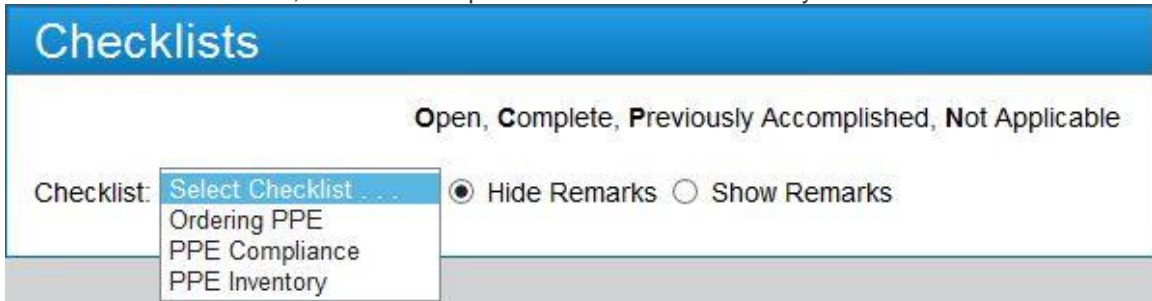 Checklists
Open, Complete, Previously Accomplished, Not Applicable
Checklist: Select Checklist . . . Hide Remarks Show Remarks
Ordering PPE
PPE Compliance
PPE Inventory